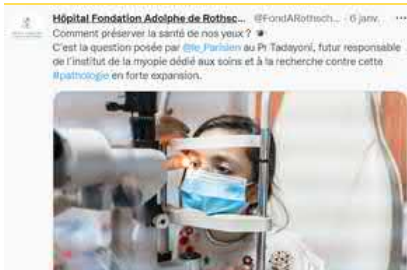 Hôpital Fondation Adolphe de Rothsc... @FondARothsch... · 6 janv. ...
Comment préserver la santé de nos yeux ?
C'est la question posée par @le_Parisien au Pr Tadayoni, futur responsable
de l'institut de la myopie dédié aux soins et à la recherche contre cette
#pathologie en forte expansion.